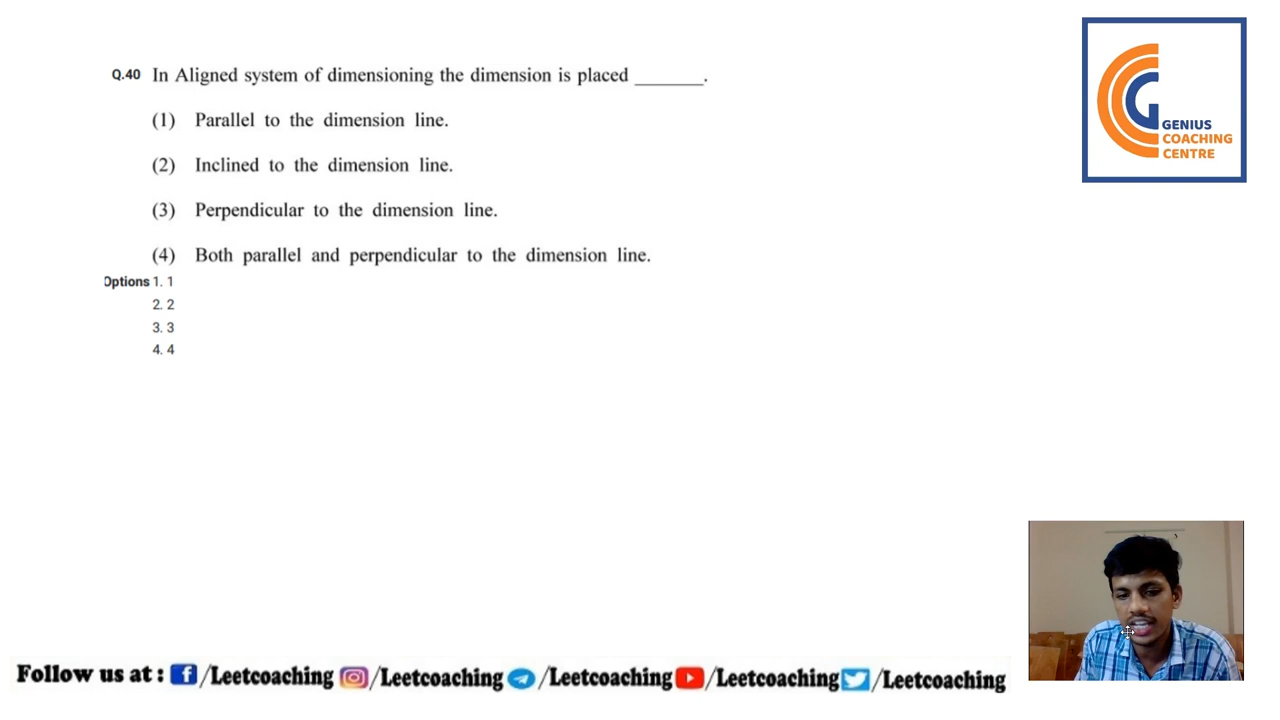 Q.40 In Aligned system of dimensioning the dimension is placed _______.
(1) Parallel to the dimension line.
(2) Inclined to the dimension line.
(3) Perpendicular to the dimension line.
(4) Both parallel and perpendicular to the dimension line.
Options 1. 1
2. 2
3. 3
4. 4
GENIUS
COACHING
CENTRE
Follow us at : /Leetcoaching /Leetcoaching /Leetcoaching /Leetcoaching /Leetcoaching